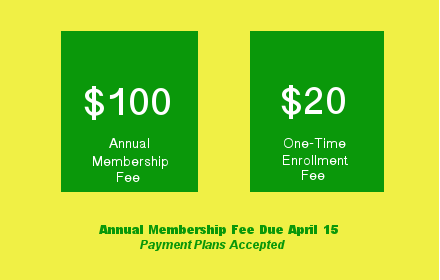 $100
Annual
Membership
Fee
$20
One-Time
Enrollment
Fee
Annual Membership Fee Due April 15
Payment Plans Accepted